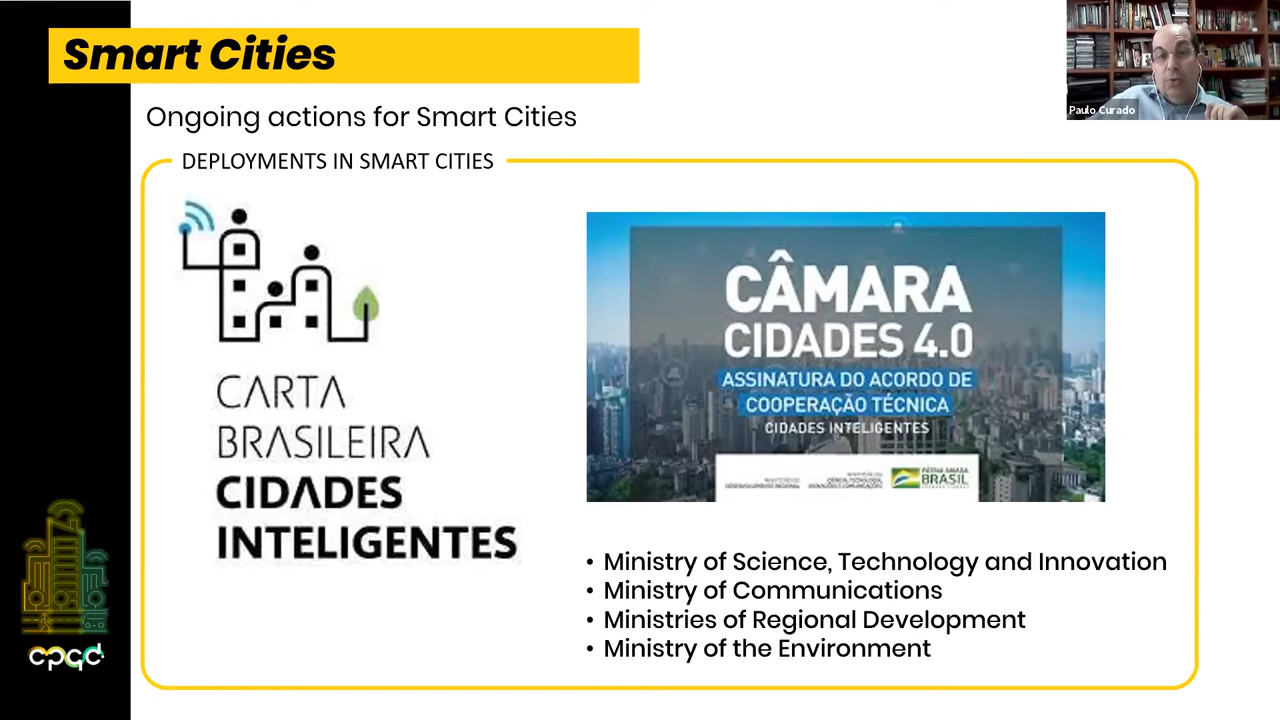 Smart Cities
Paulo Curado
Ongoing actions for Smart Cities
DEPLOYMENTS IN SMART CITIES
CARTA
BRASILEIRA
CIDADES
INTELIGENTES
CÂMARA
CIDADES 4.0
ASSINATURA DO ACORDO DE
COOPERAÇÃO TÉCNICA
CIDADES INTELIGENTES
PÁTRIA AMADA
BRASIL
• Ministry of Science, Technology and Innovation
• Ministry of Communications
• Ministries of Regional Development
• Ministry of the Environment
cpqd